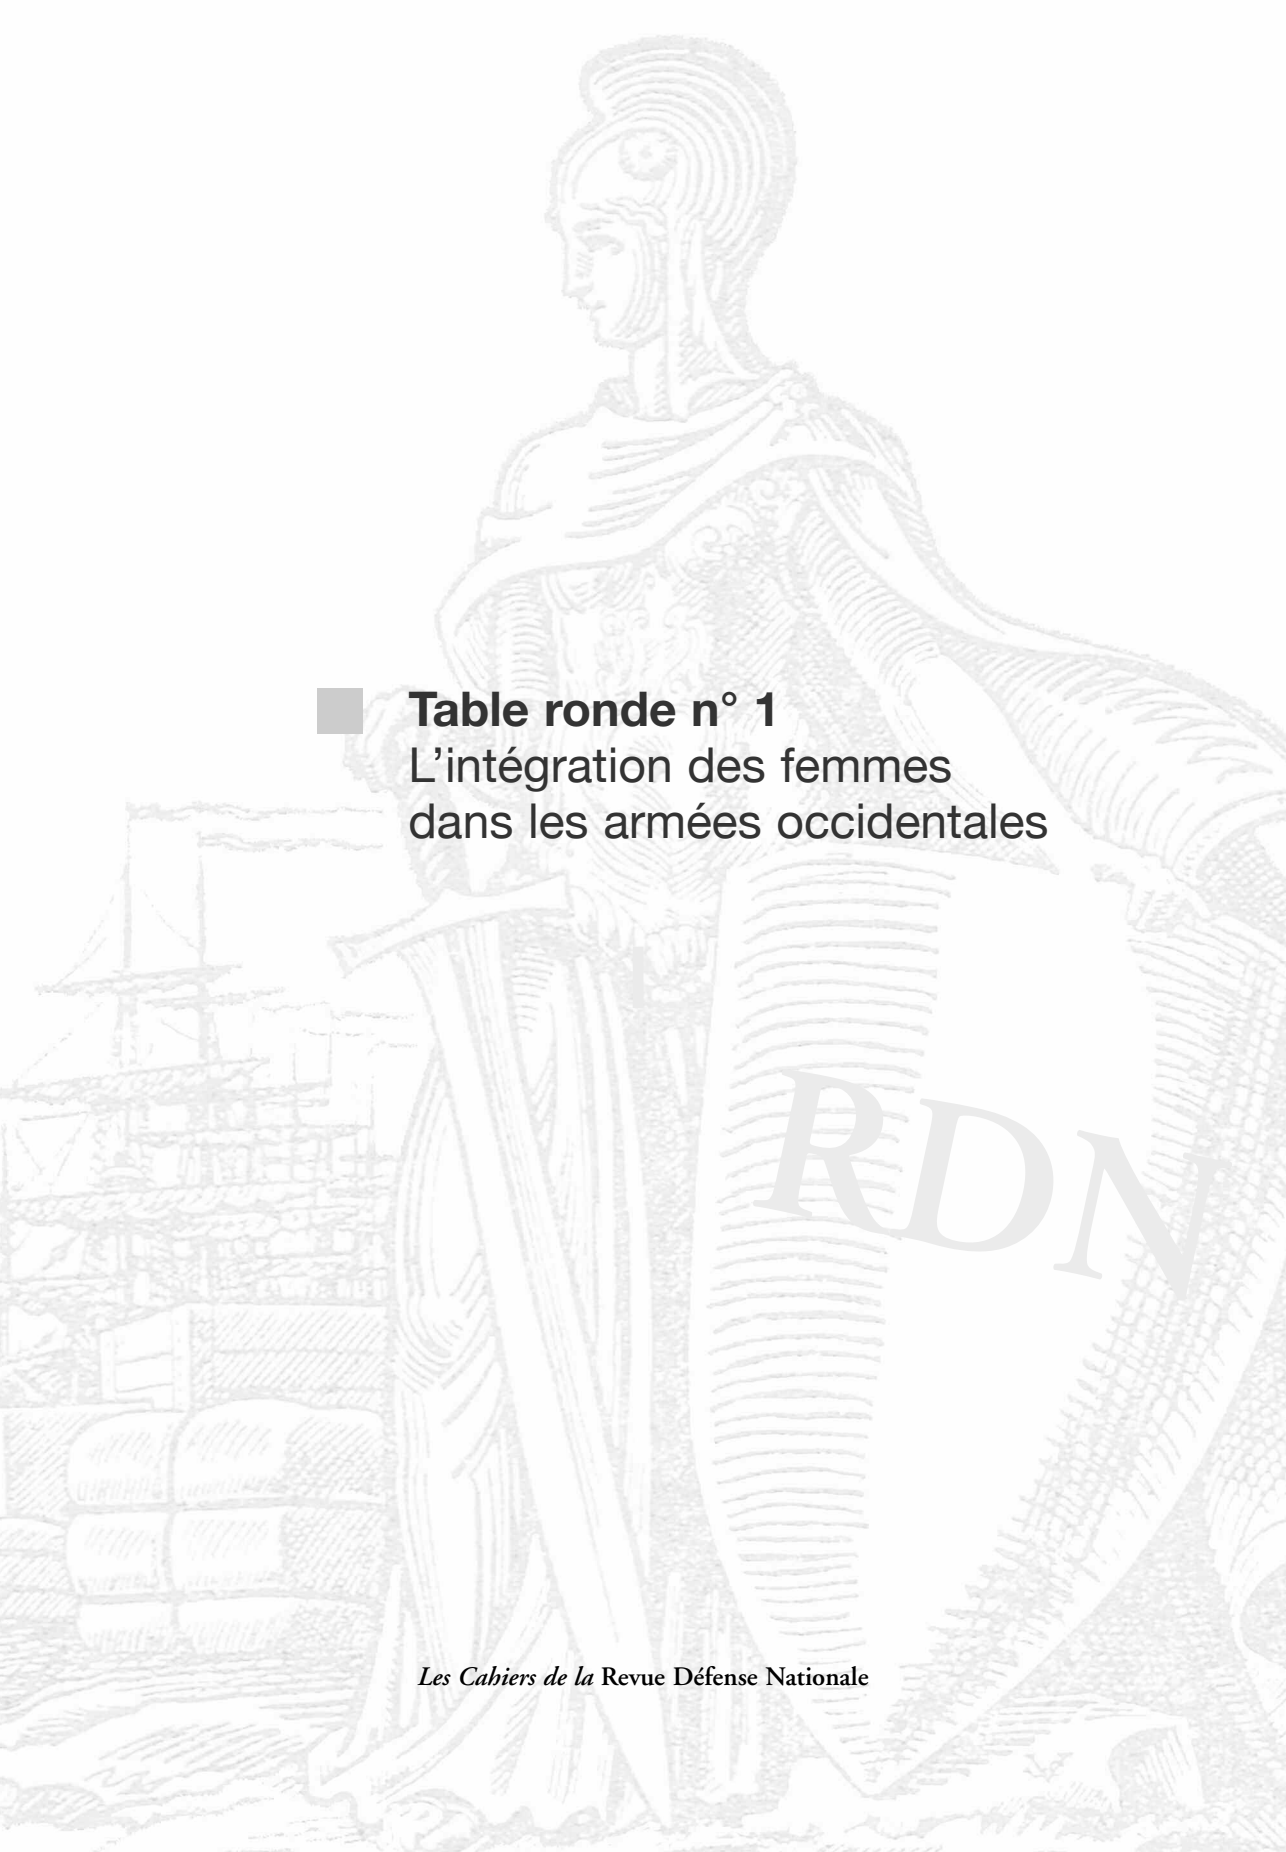 Table ronde n° 1
L’intégration des femmes
dans les armées occidentales
RDN
Les Cahiers de la Revue Défense Nationale